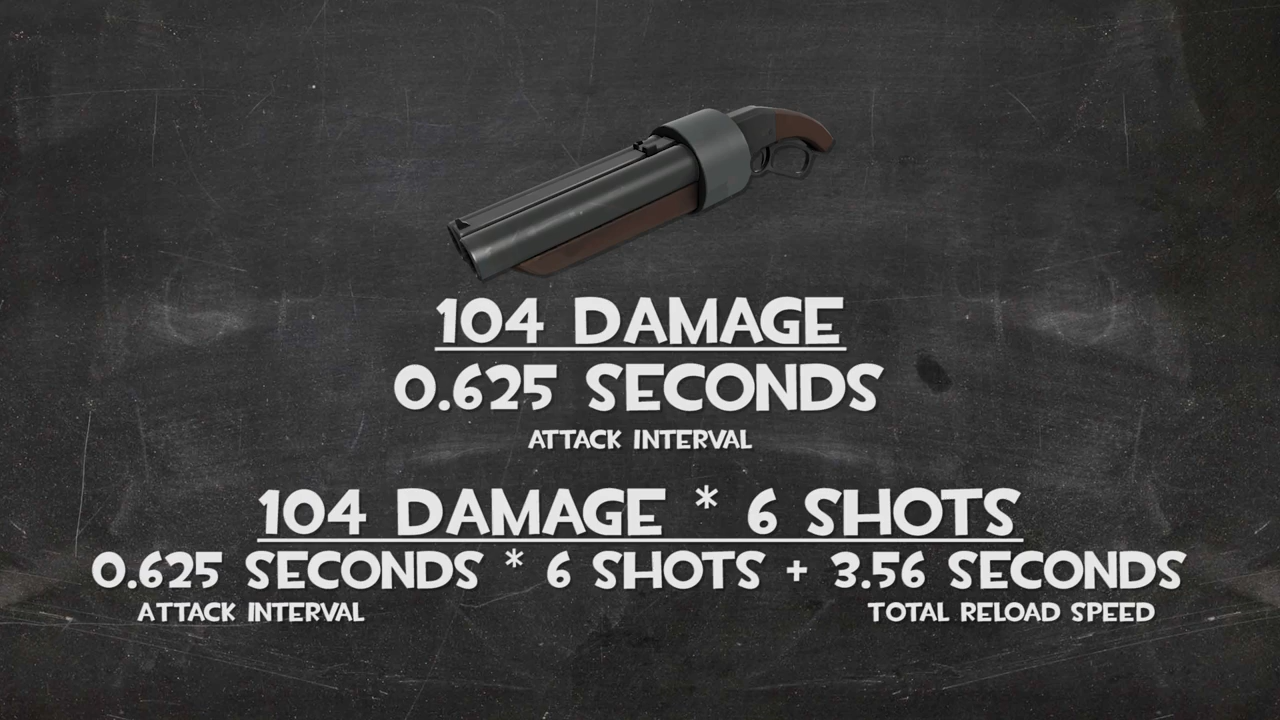 104 DAMAGE
0.625 SECONDS
ATTACK INTERVAL
104 DAMAGE * 6 SHOTS
0.625 SECONDS * 6 SHOTS + 3.56 SECONDS
ATTACK INTERVAL TOTAL RELOAD SPEED